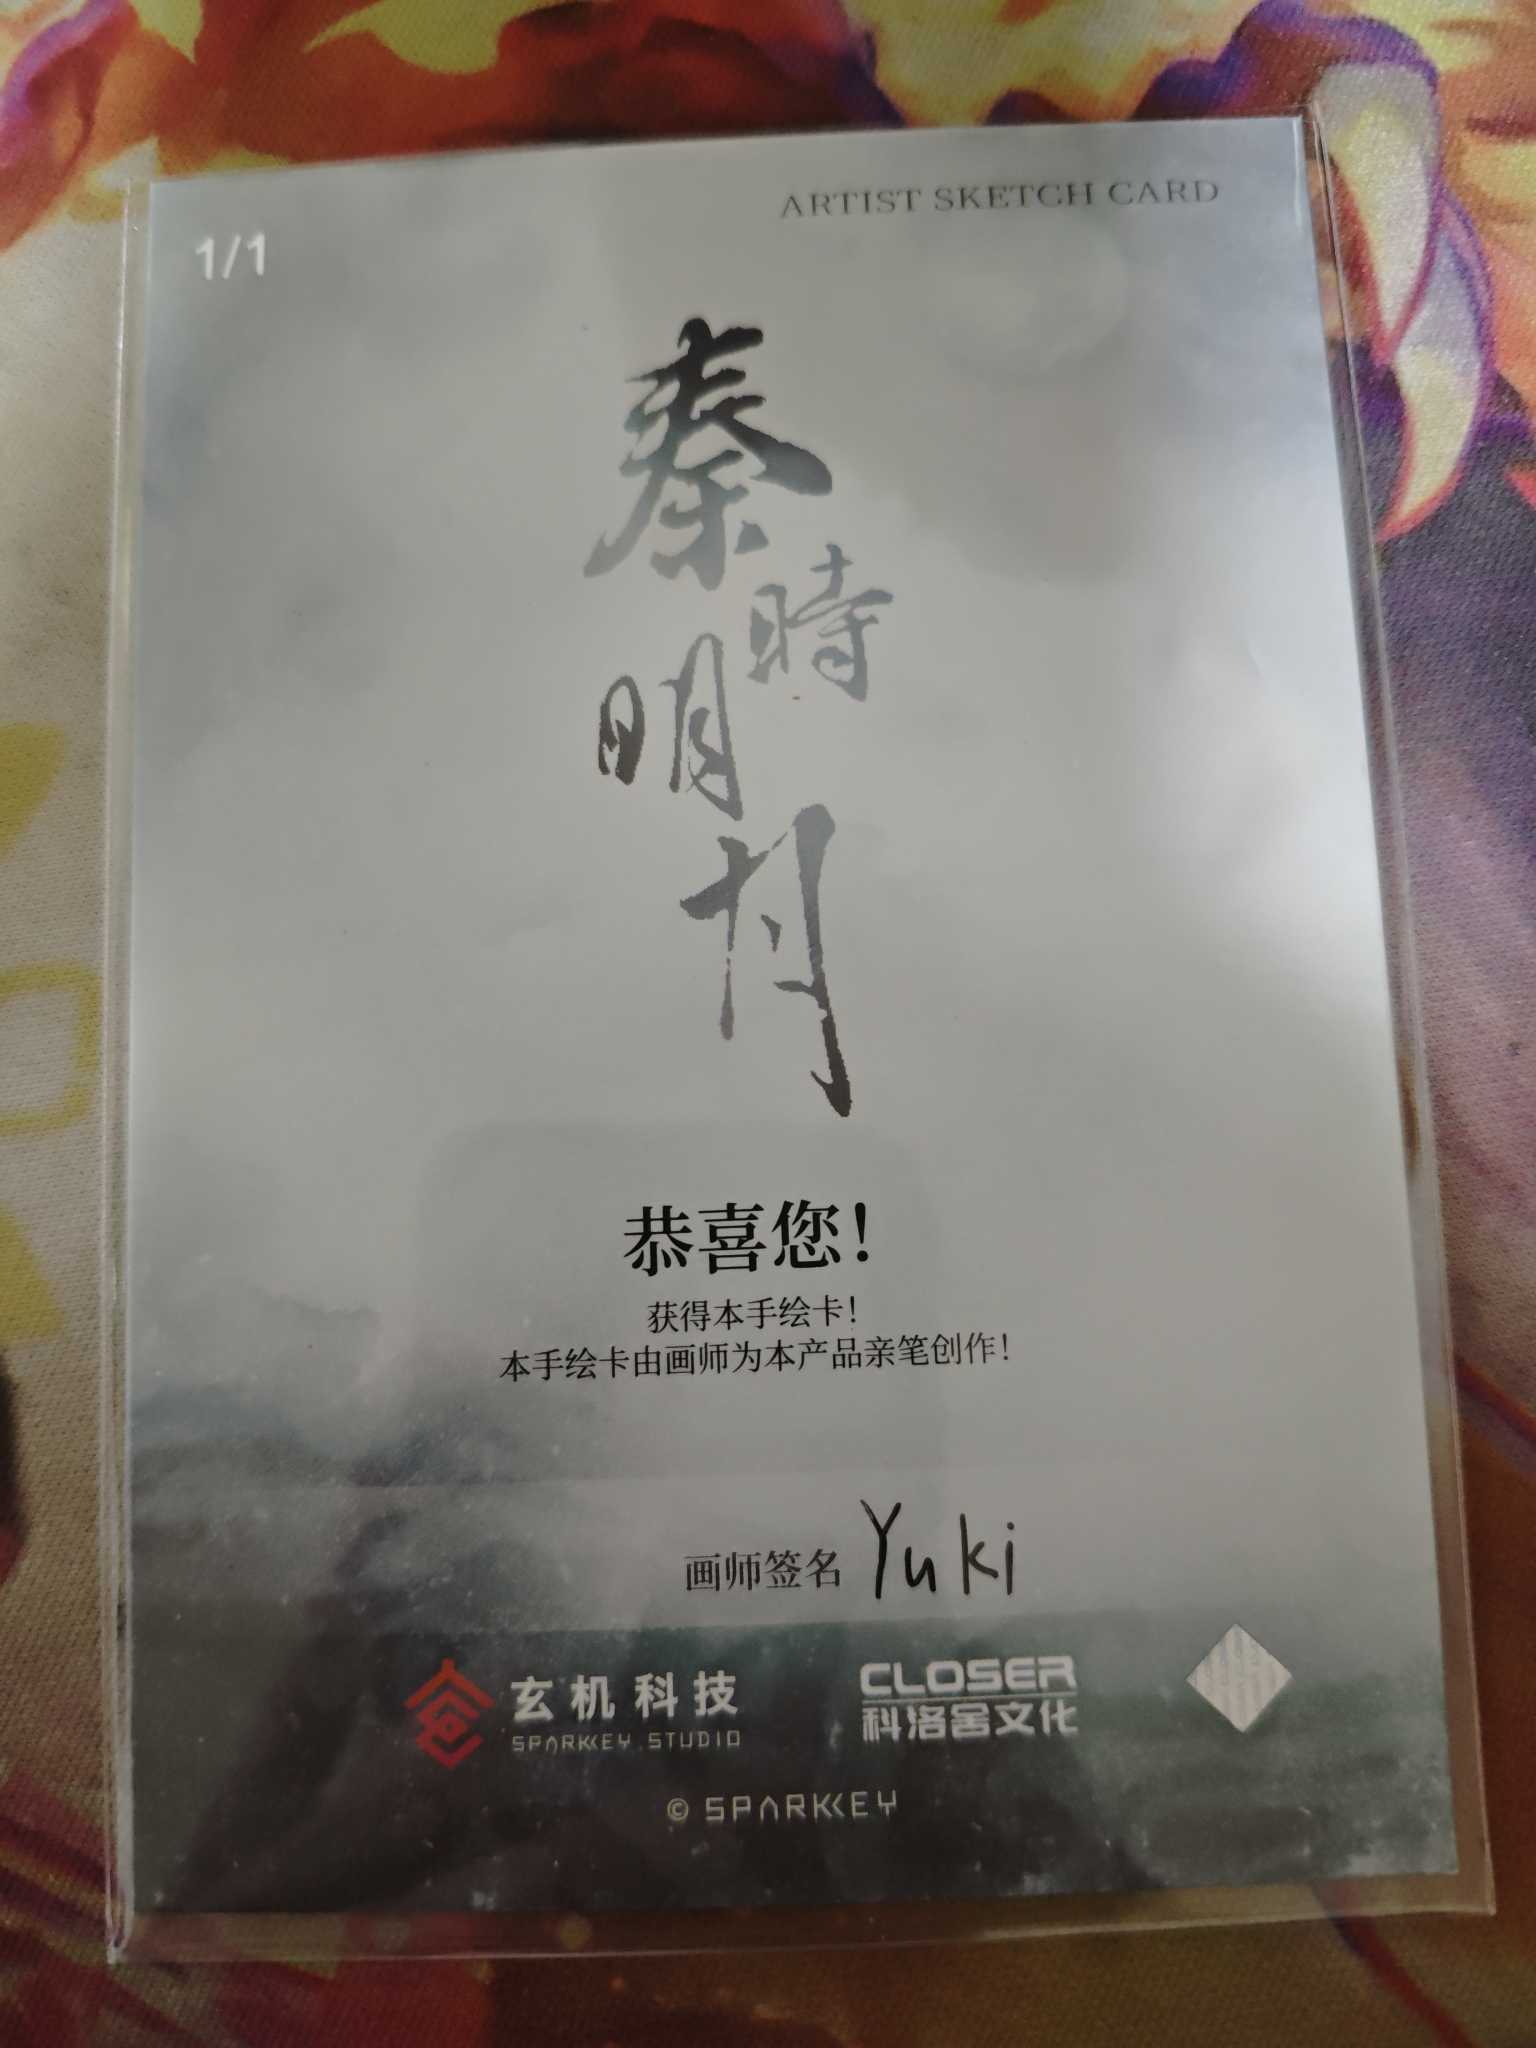 ARTIST SKETCH CARD
1/1
秦
時
明
月
恭喜您!
获得本手绘卡!
本手绘卡由画师为本产品亲笔创作!
画师签名 Yuki
玄机科技
SPARKKEY STUDIO
CLOSER
科洛舍文化
© SPARKKEY